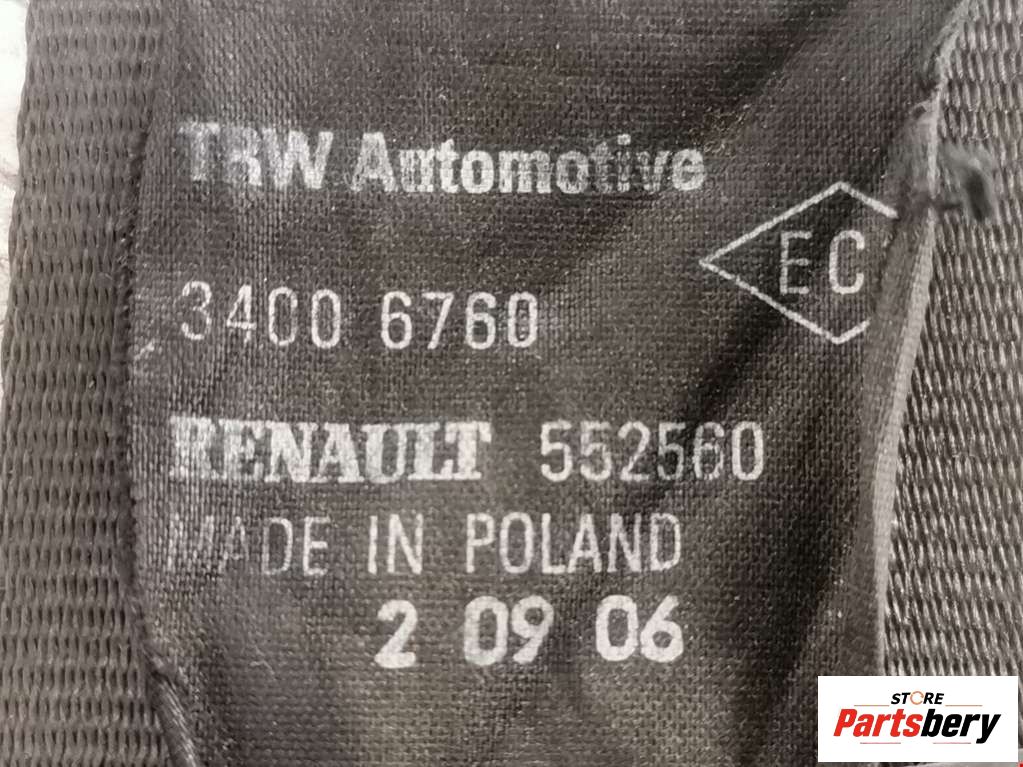 TRW Automotive
EC
3400 6760
RENAULT 552560
MADE IN POLAND
2 09 06
STORE
Partsbery